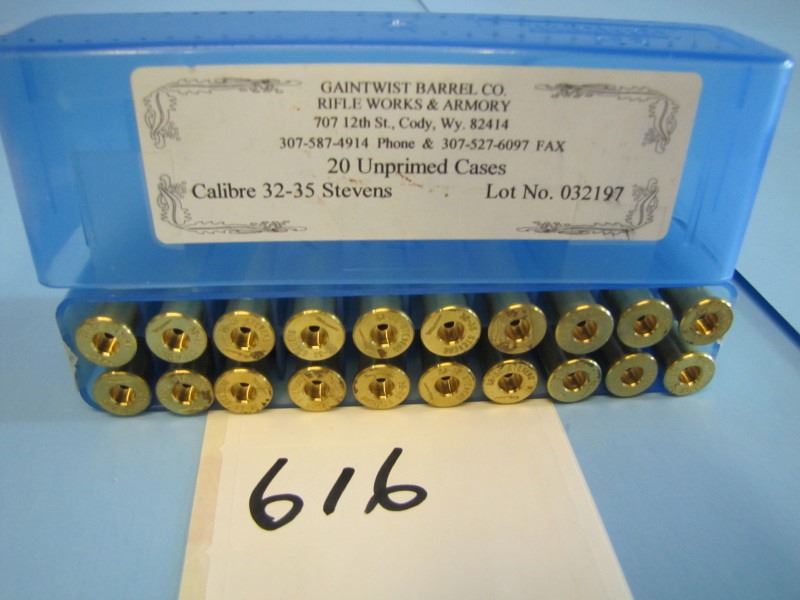 GAINTWIST BARREL CO.
RIFLE WORKS & ARMORY
707 12th St., Cody, Wy. 82414
307-587-4914 Phone & 307-527-6097 FAX
20 Unprimed Cases
Calibre 32-35 Stevens Lot No. 032197
616